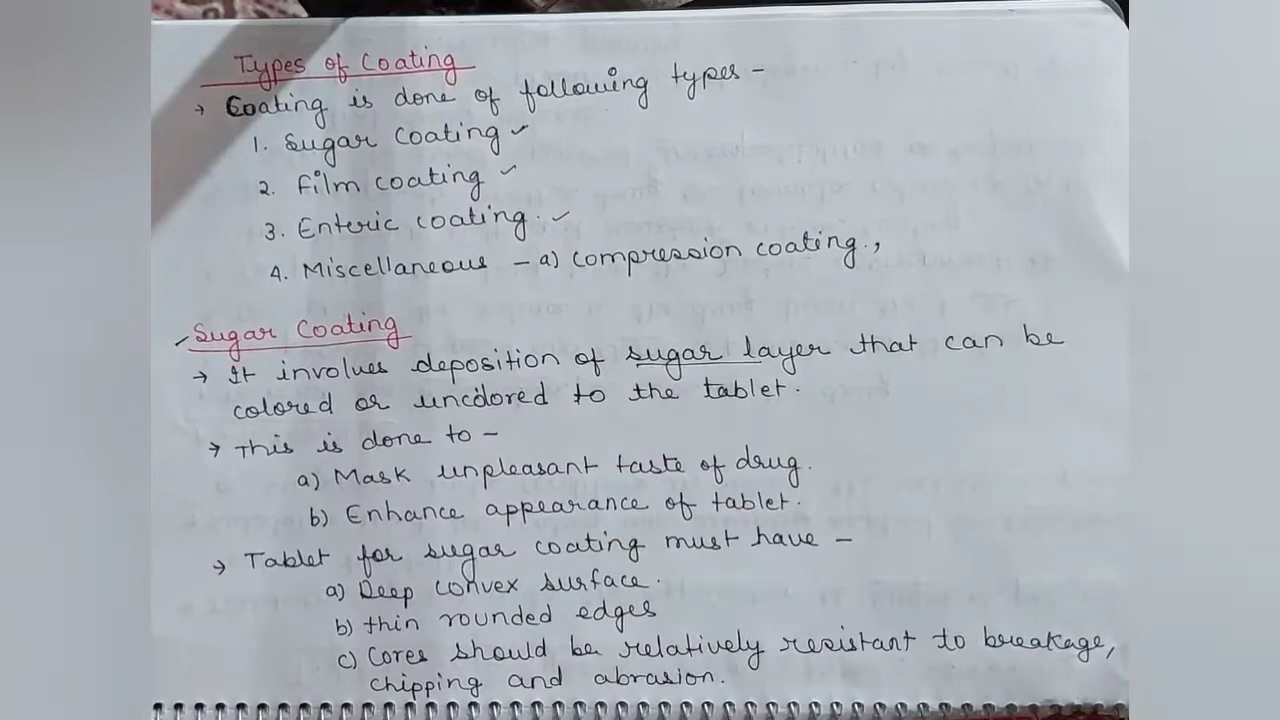 Types of Coating
→ Coating is done of following types -
1. Sugar coating ✓
2. Film coating ✓
3. Enteric coating. ✓
4. Miscellaneous - a) compression coating.,
✓ Sugar Coating
→ It involves deposition of sugar layer that can be
colored or uncolored to the tablet.
→ This is done to -
a) Mask unpleasant taste of drug.
b) Enhance appearance of tablet.
→ Tablet for sugar coating must have -
a) Deep convex surface.
b) thin rounded edges
c) Cores should be relatively resistant to breakage,
chipping and abrasion.